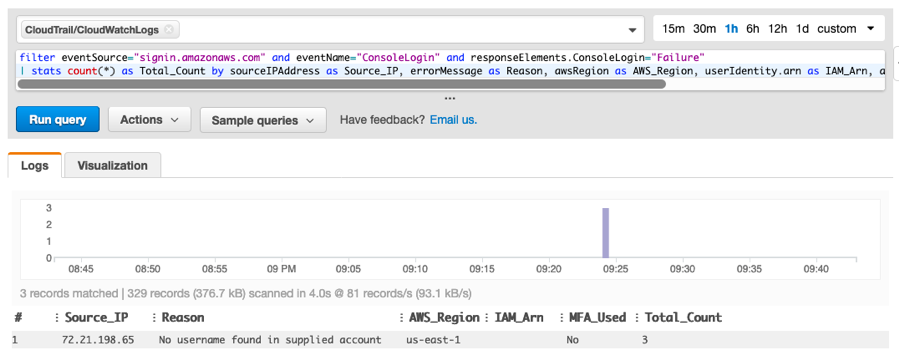 CloudTrail/CloudWatchLogs
15m 30m 1h 6h 12h 1d custom
filter eventSource="signin.amazonaws.com" and eventName="ConsoleLogin" and responseElements.ConsoleLogin="Failure"
| stats count(*) as Total_Count by sourceIPAddress as Source_IP, errorMessage as Reason, awsRegion as AWS_Region, userIdentity.arn as IAM_Arn, a
Run query Actions Sample queries Have feedback? Email us.
Logs Visualization
3
2
1
0
08:45 08:50 08:55 09 PM 09:05 09:10 09:15 09:20 09:25 09:30 09:35 09:40
3 records matched | 329 records (376.7 kB) scanned in 4.0s @ 81 records/s (93.1 kB/s)
# : Source_IP : Reason : AWS_Region : IAM_Arn : MFA_Used : Total_Count
1 72.21.198.65 No username found in supplied account us-east-1 No 3